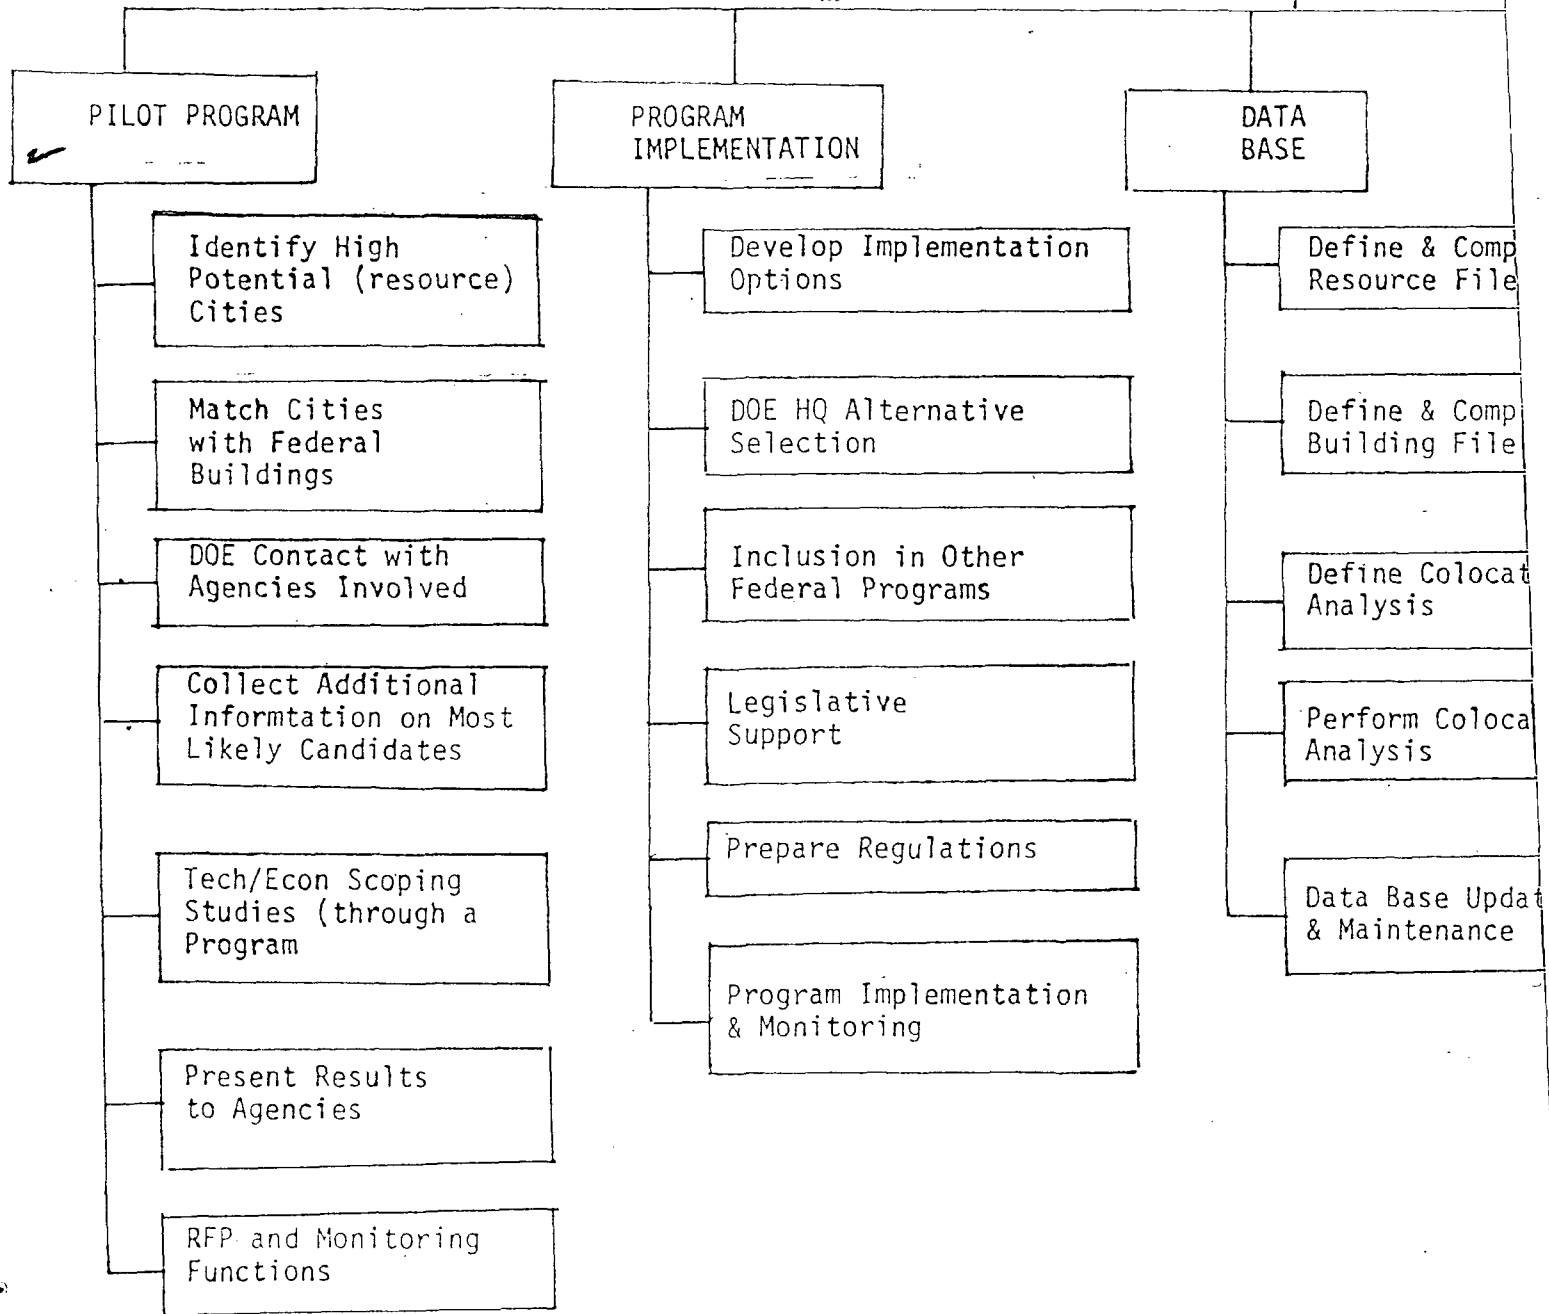 PILOT PROGRAM
Identify High
Potential (resource)
Cities
Match Cities
with Federal
Buildings
DOE Contact with
Agencies Involved
Collect Additional
Informtation on Most
Likely Candidates
Tech/Econ Scoping
Studies (through a
Program
Present Results
to Agencies
RFP and Monitoring
Functions
PROGRAM
IMPLEMENTATION
Develop Implementation
Options
DOE HQ Alternative
Selection
Inclusion in Other
Federal Programs
Legislative
Support
Prepare Regulations
Program Implementation
& Monitoring
DATA
BASE
Define & Comp
Resource File
Define & Comp
Building File
Define Colocat
Analysis
Perform Coloca
Analysis
Data Base Updat
& Maintenance